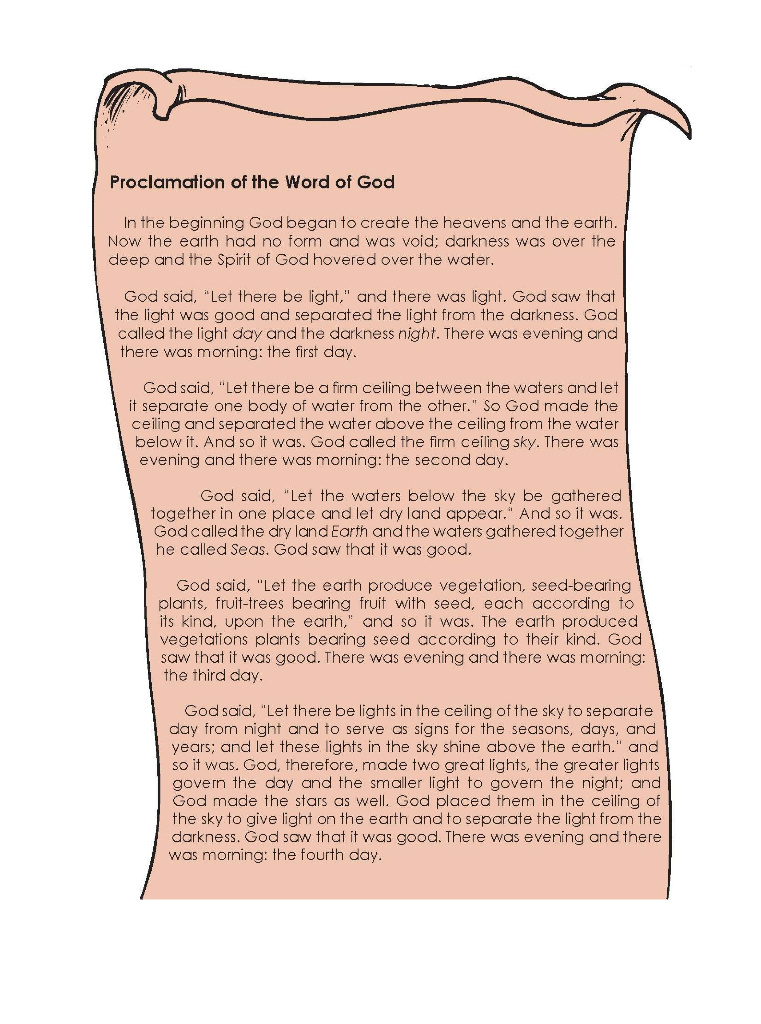 Proclamation of the Word of God
In the beginning God began to create the heavens and the earth.
Now the earth had no form and was void; darkness was over the
deep and the Spirit of God hovered over the water.
God said, "Let there be light," and there was light. God saw that
the light was good and separated the light from the darkness. God
called the light day and the darkness night. There was evening and
there was morning: the first day.
God said, "Let there be a firm ceiling between the waters and let
it separate one body of water from the other." So God made the
ceiling and separated the water above the ceiling from the water
below it. And so it was. God called the firm ceiling sky. There was
evening and there was morning: the second day.
God said, "Let the waters below the sky be gathered
together in one place and let dry land appear." And so it was.
God called the dry land Earth and the waters gathered together
he called Seas. God saw that it was good.
God said, "Let the earth produce vegetation, seed-bearing
plants, fruit-trees bearing fruit with seed, each according to
its kind, upon the earth," and so it was. The earth produced
vegetations plants bearing seed according to their kind. God
saw that it was good. There was evening and there was morning:
the third day.
God said, "Let there be lights in the ceiling of the sky to separate
day from night and to serve as signs for the seasons, days, and
years; and let these lights in the sky shine above the earth." and
so it was. God, therefore, made two great lights, the greater lights
govern the day and the smaller light to govern the night; and
God made the stars as well. God placed them in the ceiling of
the sky to give light on the earth and to separate the light from the
darkness. God saw that it was good. There was evening and there
was morning: the fourth day.